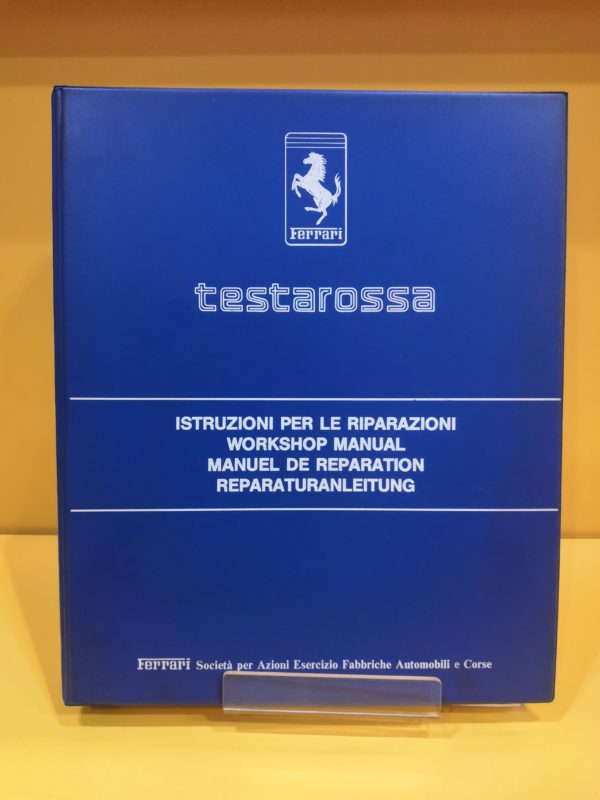 Ferrari
testarossa
ISTRUZIONI PER LE RIPARAZIONI
WORKSHOP MANUAL
MANUEL DE REPARATION
REPARATURANLEITUNG
Ferrari Società per Azioni Esercizio Fabbriche Automobili e Corse